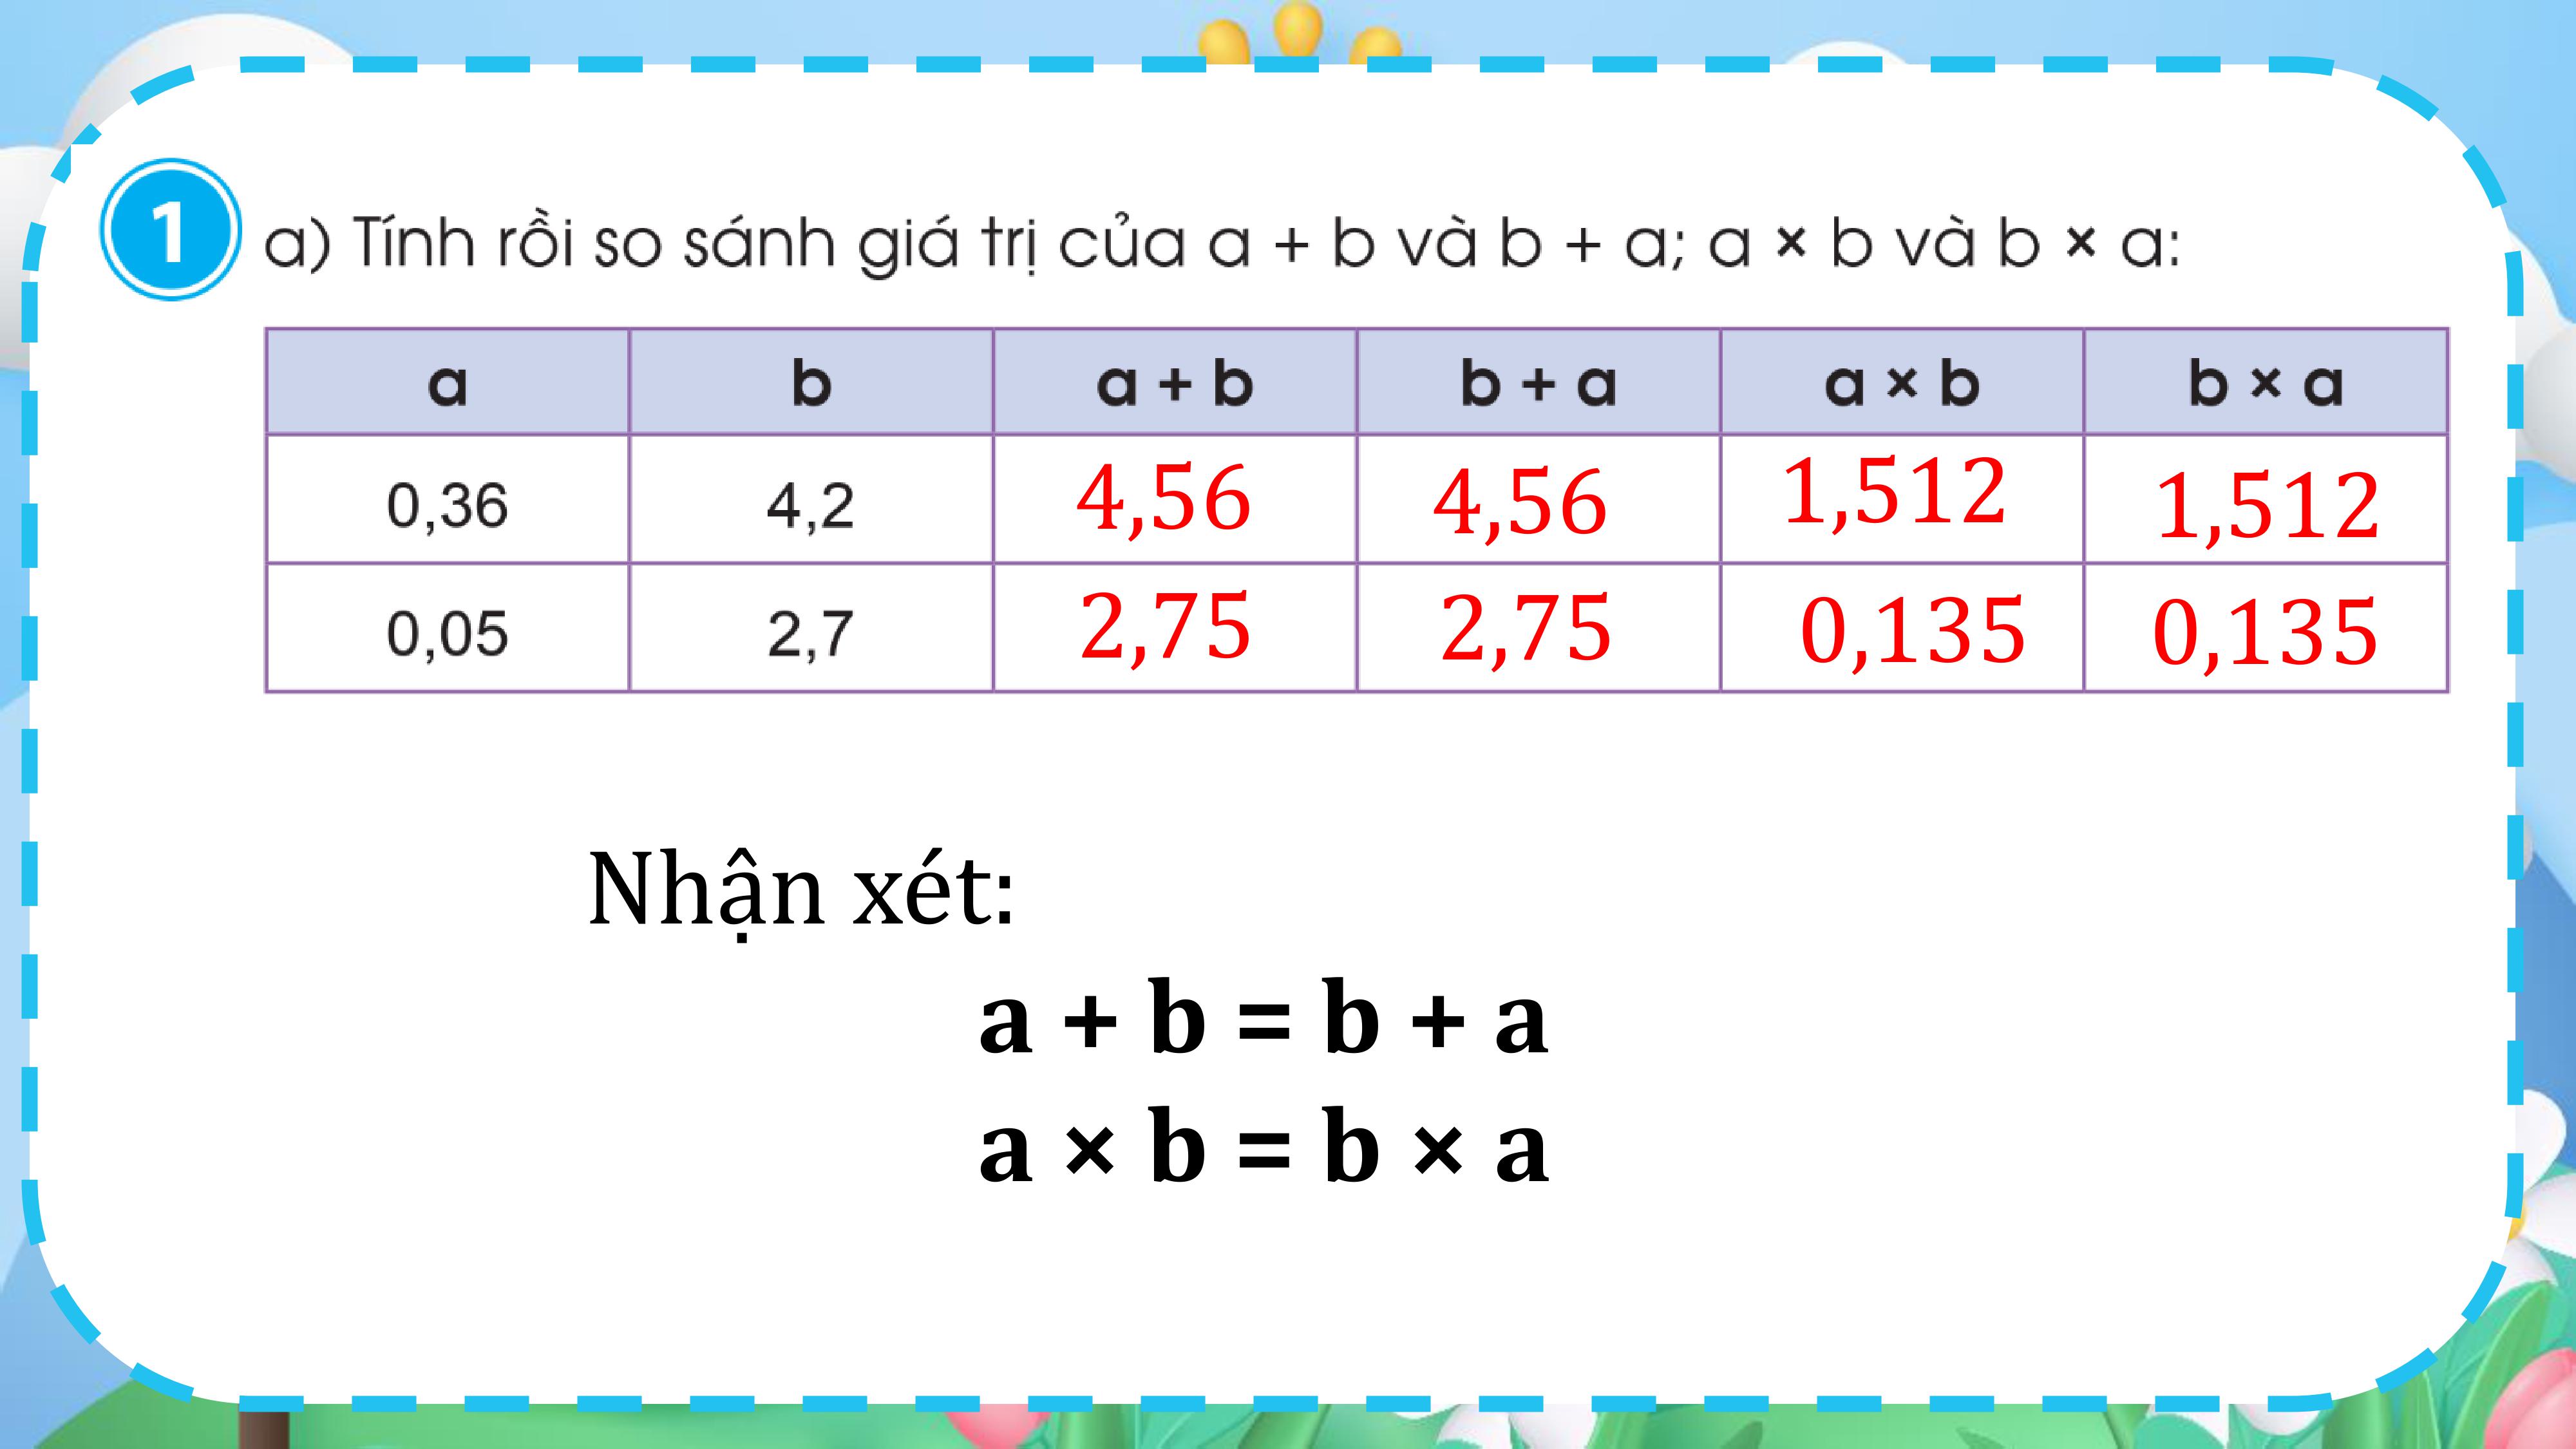 1 a) Tính rồi so sánh giá trị của a + b và b + a; a × b và b × a:
a b a + b b + a a × b b × a
0,36 4,2 4,56 4,56 1,512 1,512
0,05 2,7 2,75 2,75 0,135 0,135
Nhận xét:
a + b = b + a
a × b = b × a